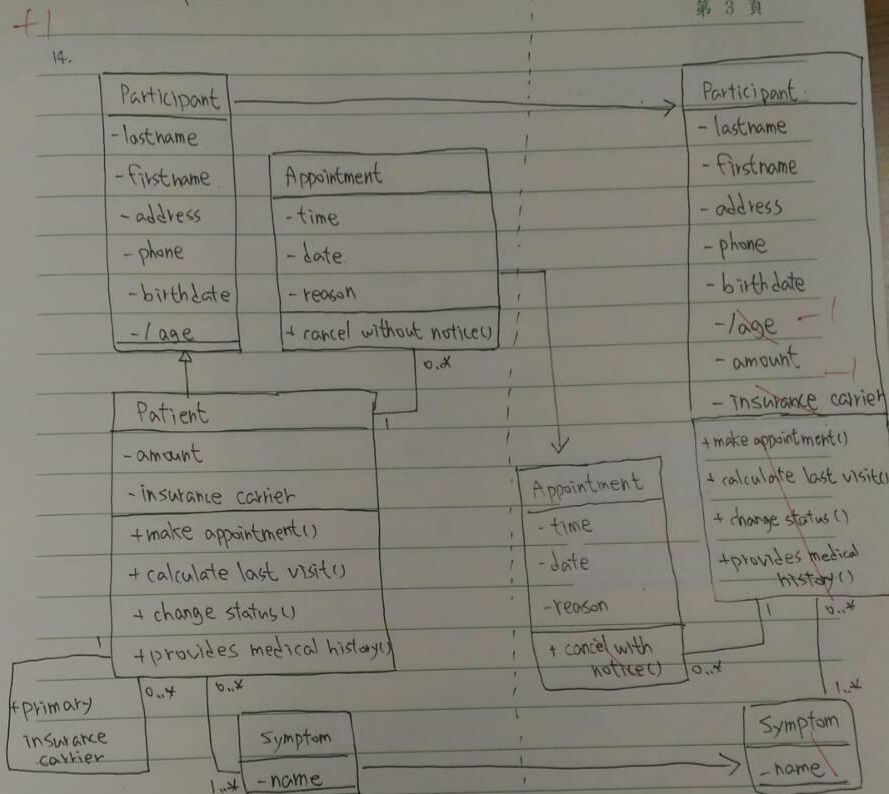 +1
第 3 頁
14.
Participant
-lastname
-firstname
-address
-phone
-birthdate
-/age
Appointment
-time
-date
-reason
+ cancel without notice()
0..*
1
Patient
-amount
-insurance carrier
+make appointment()
+calculate last visit()
+ change status()
+provides medical history()
1
+primary
insurance
carrier
0..*
0..*
1..*
Symptom
-name
Participant
- lastname
- firstname
- address
- phone
- birthdate
-/age
-1
- amount
-1
- insurance carrier
+make appointment()
+ calculate last visit()
+ change status()
+provides medical
history()
1
0..*
Appointment
-time
-date
-reason
+ cancel with
notice()
0..*
1..*
Symptom
-name